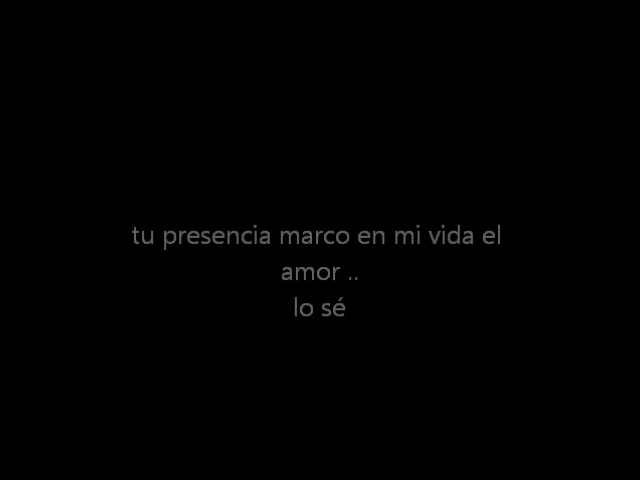 tu presencia marco en mi vida el
amor ..
lo sé